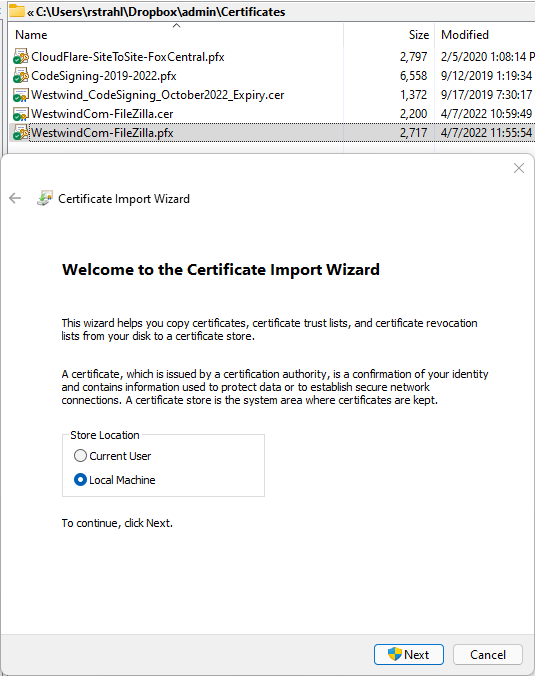 « C:\Users\rstrahl\Dropbox\admin\Certificates
Name Size Modified
CloudFlare-SiteToSite-FoxCentral.pfx 2,797 2/5/2020 1:08:14 P
CodeSigning-2019-2022.pfx 6,558 9/12/2019 1:19:34
Westwind_CodeSigning_October2022_Expiry.cer 1,372 9/17/2019 7:30:17
WestwindCom-FileZilla.cer 2,200 4/7/2022 10:59:49
WestwindCom-FileZilla.pfx 2,717 4/7/2022 11:55:54
Certificate Import Wizard
Welcome to the Certificate Import Wizard
This wizard helps you copy certificates, certificate trust lists, and certificate revocation
lists from your disk to a certificate store.
A certificate, which is issued by a certification authority, is a confirmation of your identity
and contains information used to protect data or to establish secure network
connections. A certificate store is the system area where certificates are kept.
Store Location
Current User
Local Machine
To continue, click Next.
Next Cancel